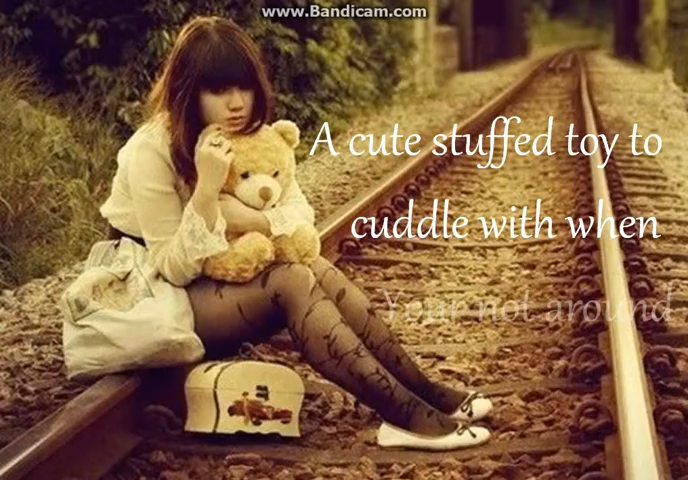 www.Bandicam.com
A cute stuffed toy to
cuddle with when
Your not around